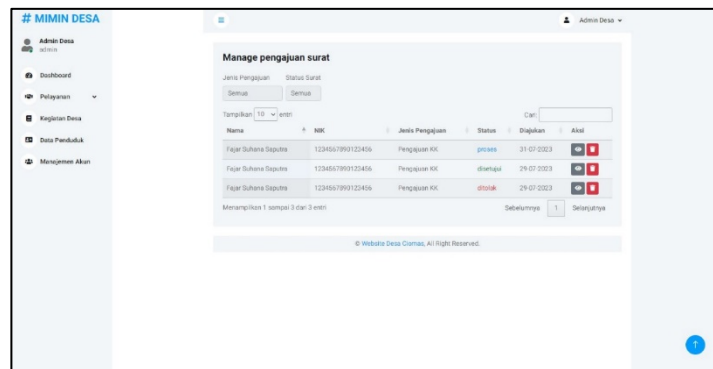 # MIMIN DESA
Admin Desa
admin
Dashboard
Pelayanan
Kegiatan Desa
Data Penduduk
Manajemen Akun
Admin Desa
Manage pengajuan surat
Jenis Pengajuan Status Surat
Semua Semua
Tampilkan 10 entri Cari:
Nama NIK Jenis Pengajuan Status Diajukan Aksi
Fajar Suhana Saputra 1234567890123456 Pengajuan KK proses 31-07-2023
Fajar Suhana Saputra 1234567890123456 Pengajuan KK disetujui 29-07-2023
Fajar Suhana Saputra 1234567890123456 Pengajuan KK ditolak 29-07-2023
Menampilkan 1 sampai 3 dari 3 entri Sebelumnya 1 Selanjutnya
© Website Desa Ciomas, All Right Reserved.